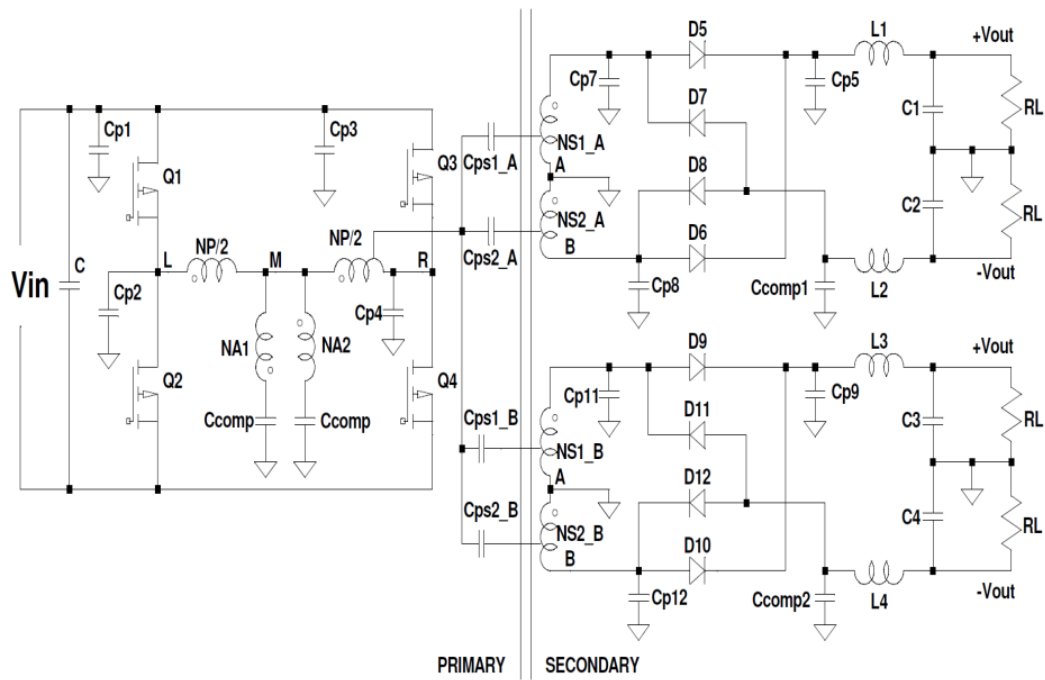 D5
L1
+Vout
Cp7
Cp5
D7
C1
RL
Cp1
Cp3
Q3
Cps1_A
NS1_A
A
Q1
D8
NS2_A
C2
RL
NP/2
Cps2_A
B
D6
L
M
R
Vin
C
Cp2
Cp4
Cp8
Ccomp1
L2
-Vout
NA1
NA2
D9
L3
+Vout
Q2
Q4
Cp11
Cp9
Ccomp
Ccomp
Cps1_B
D11
C3
RL
NS1_B
A
D12
Cps2_B
NS2_B
C4
RL
B
D10
Cp12
Ccomp2
L4
-Vout
NP/2
PRIMARY
SECONDARY